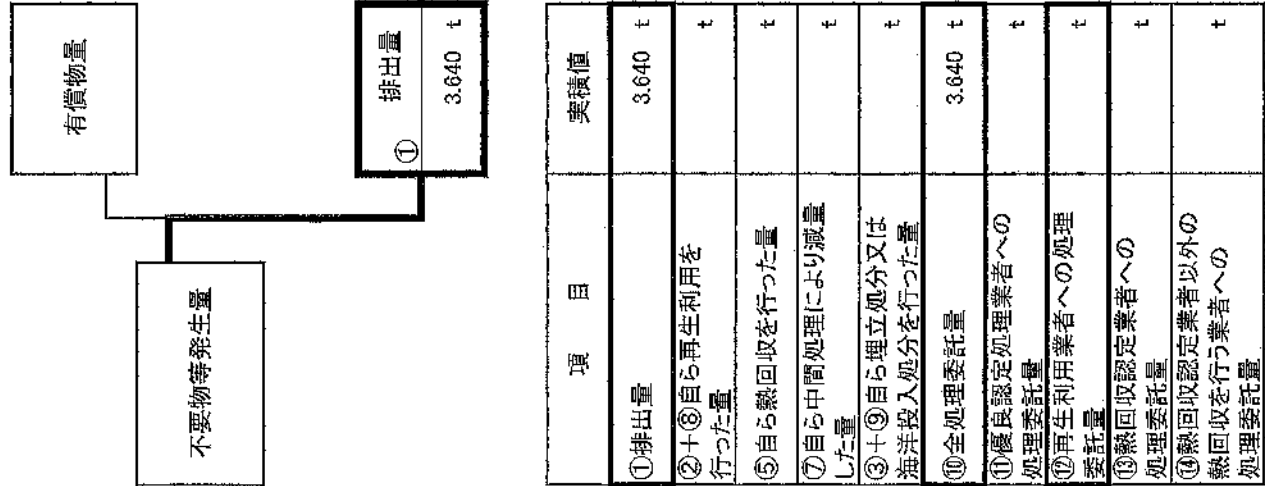 有償物量
不要物等発生量
① 排出量
3.640 t
項 目 実績値
①排出量 3.640 t
②＋⑧自ら再生利用を
行った量 t
⑤自ら熱回収を行った量 t
⑦自ら中間処理により減量
した量 t
③＋⑨自ら埋立処分又は
海洋投入処分を行った量 t
⑩全処理委託量 3.640 t
⑪優良認定処理業者への
処理委託量 t
⑫再生利用業者への処理
委託量 t
⑬熱回収認定業者への
処理委託量 t
⑭熱回収認定業者以外の
熱回収を行う業者への
処理委託量 t